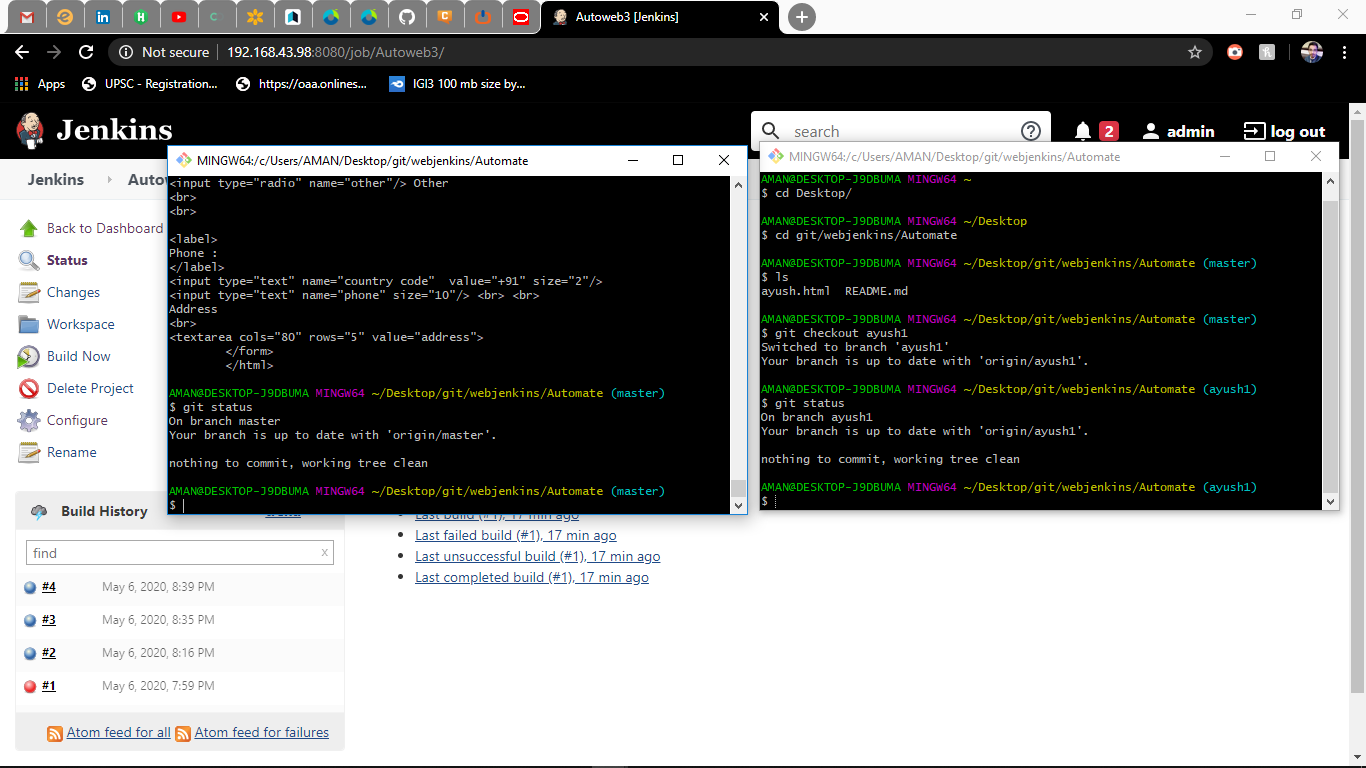 Autoweb3 [Jenkins]
Not secure | 192.168.43.98:8080/job/Autoweb3/
Apps
UPSC - Registration...
https://oaa.onlines...
IGI3 100 mb size by...
Jenkins
search
2
admin
log out
Jenkins
Back to Dashboard
Status
Changes
Workspace
Build Now
Delete Project
Configure
Rename
MINGW64:/c/Users/AMAN/Desktop/git/webjenkins/Automate
<input type="radio" name="other"/> Other
<br>
<br>
<label>
Phone :
</label>
<input type="text" name="country code"  value="+91" size="2"/>
<input type="text" name="phone" size="10"/> <br> <br>
Address
<br>
<textarea cols="80" rows="5" value="address">
</form>
</html>
AMAN@DESKTOP-J9DBUMA MINGW64 ~/Desktop/git/webjenkins/Automate (master)
$ git status
On branch master
Your branch is up to date with 'origin/master'.
nothing to commit, working tree clean
AMAN@DESKTOP-J9DBUMA MINGW64 ~/Desktop/git/webjenkins/Automate (master)
$
MINGW64:/c/Users/AMAN/Desktop/git/webjenkins/Automate
AMAN@DESKTOP-J9DBUMA MINGW64 ~
$ cd Desktop/
AMAN@DESKTOP-J9DBUMA MINGW64 ~/Desktop
$ cd git/webjenkins/Automate
AMAN@DESKTOP-J9DBUMA MINGW64 ~/Desktop/git/webjenkins/Automate (master)
$ ls
ayush.html  README.md
AMAN@DESKTOP-J9DBUMA MINGW64 ~/Desktop/git/webjenkins/Automate (master)
$ git checkout ayush1
Switched to branch 'ayush1'
Your branch is up to date with 'origin/ayush1'.
AMAN@DESKTOP-J9DBUMA MINGW64 ~/Desktop/git/webjenkins/Automate (ayush1)
$ git status
On branch ayush1
Your branch is up to date with 'origin/ayush1'.
nothing to commit, working tree clean
AMAN@DESKTOP-J9DBUMA MINGW64 ~/Desktop/git/webjenkins/Automate (ayush1)
$
Build History
find
x
#4 May 6, 2020, 8:39 PM
#3 May 6, 2020, 8:35 PM
#2 May 6, 2020, 8:16 PM
#1 May 6, 2020, 7:59 PM
Atom feed for all
Atom feed for failures
Last build (#1), 17 min ago
Last failed build (#1), 17 min ago
Last unsuccessful build (#1), 17 min ago
Last completed build (#1), 17 min ago